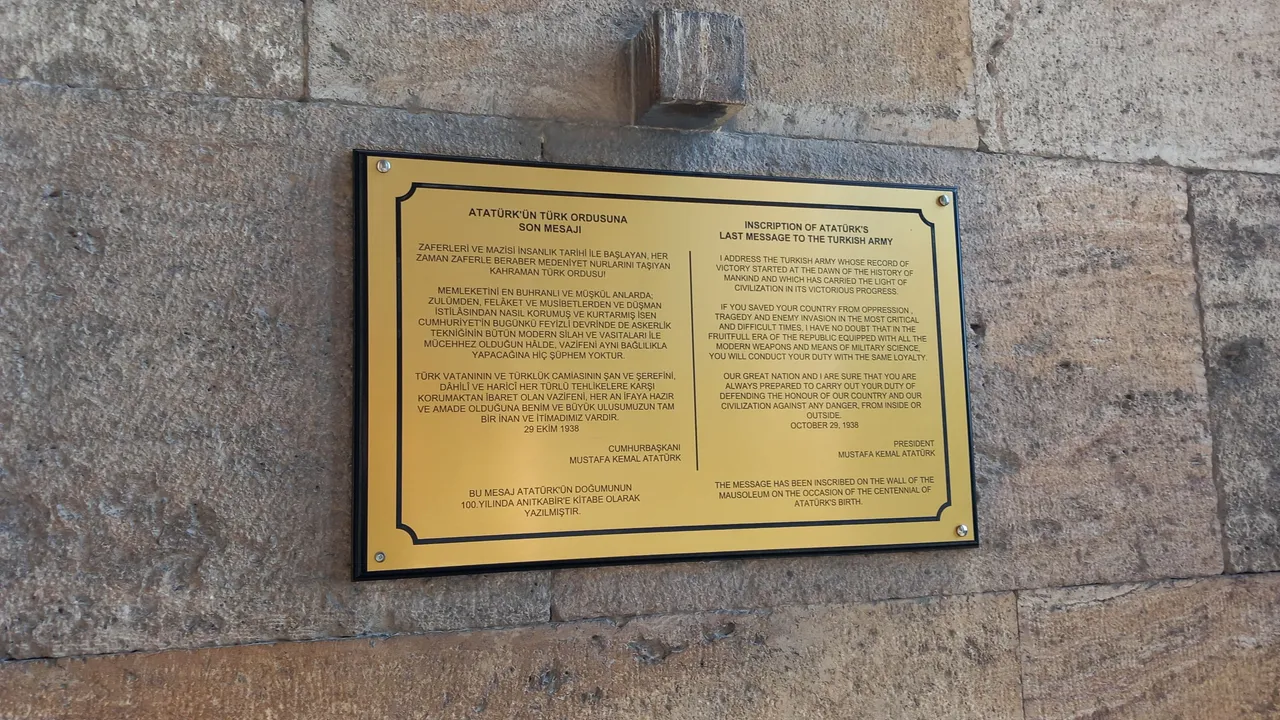 ATATÜRK'ÜN TÜRK ORDUSUNA
SON MESAJI
ZAFERLERİ VE MAZİSİ İNSANLIK TARİHİ İLE BAŞLAYAN, HER
ZAMAN ZAFERLE BERABER MEDENİYET NURLARINI TAŞIYAN
KAHRAMAN TÜRK ORDUSU!
MEMLEKETİNİ EN BUHRANLI VE MÜŞKÜL ANLARDA;
ZULÜMDEN, FELÂKET VE MUSİBETLERDEN VE DÜŞMAN
İSTİLÂSINDAN NASIL KORUMUŞ VE KURTARMIŞ İSEN
CUMHURİYET'İN BUGÜNKÜ FEYİZLİ DEVRİNDE DE ASKERLİK
TEKNİĞİNİN BÜTÜN MODERN SİLAH VE VASITALARI İLE
MÜCEHHEZ OLDUĞUN HÂLDE, VAZİFENİ AYNI BAĞLILIKLA
YAPACAĞINA HİÇ ŞÜPHEM YOKTUR.
TÜRK VATANININ VE TÜRKLÜK CAMİASININ ŞAN VE ŞEREFİNİ,
DÂHİLÎ VE HARİCÎ HER TÜRLÜ TEHLİKELERE KARŞI
KORUMAKTAN İBARET OLAN VAZİFENİ, HER AN İFAYA HAZIR
VE AMADE OLDUĞUNA BENİM VE BÜYÜK ULUSUMUZUN TAM
BİR İNAN VE İTİMADIMIZ VARDIR.
29 EKİM 1938
CUMHURBAŞKANI
MUSTAFA KEMAL ATATÜRK
BU MESAJ ATATÜRK'ÜN DOĞUMUNUN
100.YILINDA ANITKABİR'E KİTABE OLARAK
YAZILMIŞTIR.
INSCRIPTION OF ATATÜRK'S
LAST MESSAGE TO THE TURKISH ARMY
I ADDRESS THE TURKISH ARMY WHOSE RECORD OF
VICTORY STARTED AT THE DAWN OF THE HISTORY OF
MANKIND AND WHICH HAS CARRIED THE LIGHT OF
CIVILIZATION IN ITS VICTORIOUS PROGRESS.
IF YOU SAVED YOUR COUNTRY FROM OPPRESSION ,
TRAGEDY AND ENEMY INVASION IN THE MOST CRITICAL
AND DIFFICULT TIMES, I HAVE NO DOUBT THAT IN THE
FRUITFULL ERA OF THE REPUBLIC EQUIPPED WITH ALL THE
MODERN WEAPONS AND MEANS OF MILITARY SCIENCE,
YOU WILL CONDUCT YOUR DUTY WITH THE SAME LOYALTY.
OUR GREAT NATION AND I ARE SURE THAT YOU ARE
ALWAYS PREPARED TO CARRY OUT YOUR DUTY OF
DEFENDING THE HONOUR OF OUR COUNTRY AND OUR
CIVILIZATION AGAINST ANY DANGER, FROM INSIDE OR
OUTSIDE.
OCTOBER 29, 1938
PRESIDENT
MUSTAFA KEMAL ATATÜRK
THE MESSAGE HAS BEEN INSCRIBED ON THE WALL OF THE
MAUSOLEUM ON THE OCCASION OF THE CENTENNIAL OF
ATATÜRK'S BIRTH.